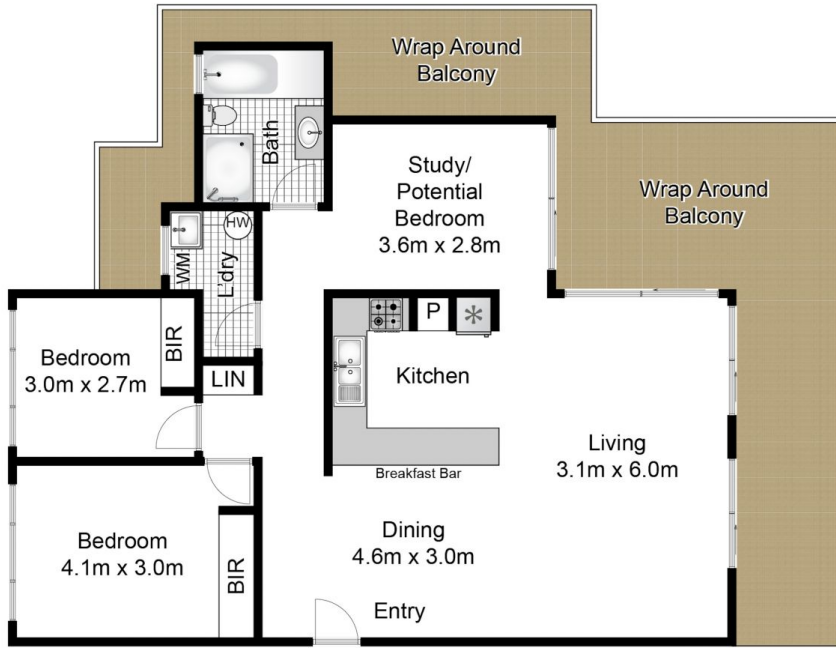 Wrap Around
Balcony
Bath
Study/
Potential
Bedroom
3.6m x 2.8m
Wrap Around
Balcony
HW
WM
L'dry
P
Bedroom
3.0m x 2.7m
BIR
LIN
Kitchen
Living
3.1m x 6.0m
Breakfast Bar
Bedroom
4.1m x 3.0m
BIR
Dining
4.6m x 3.0m
Entry